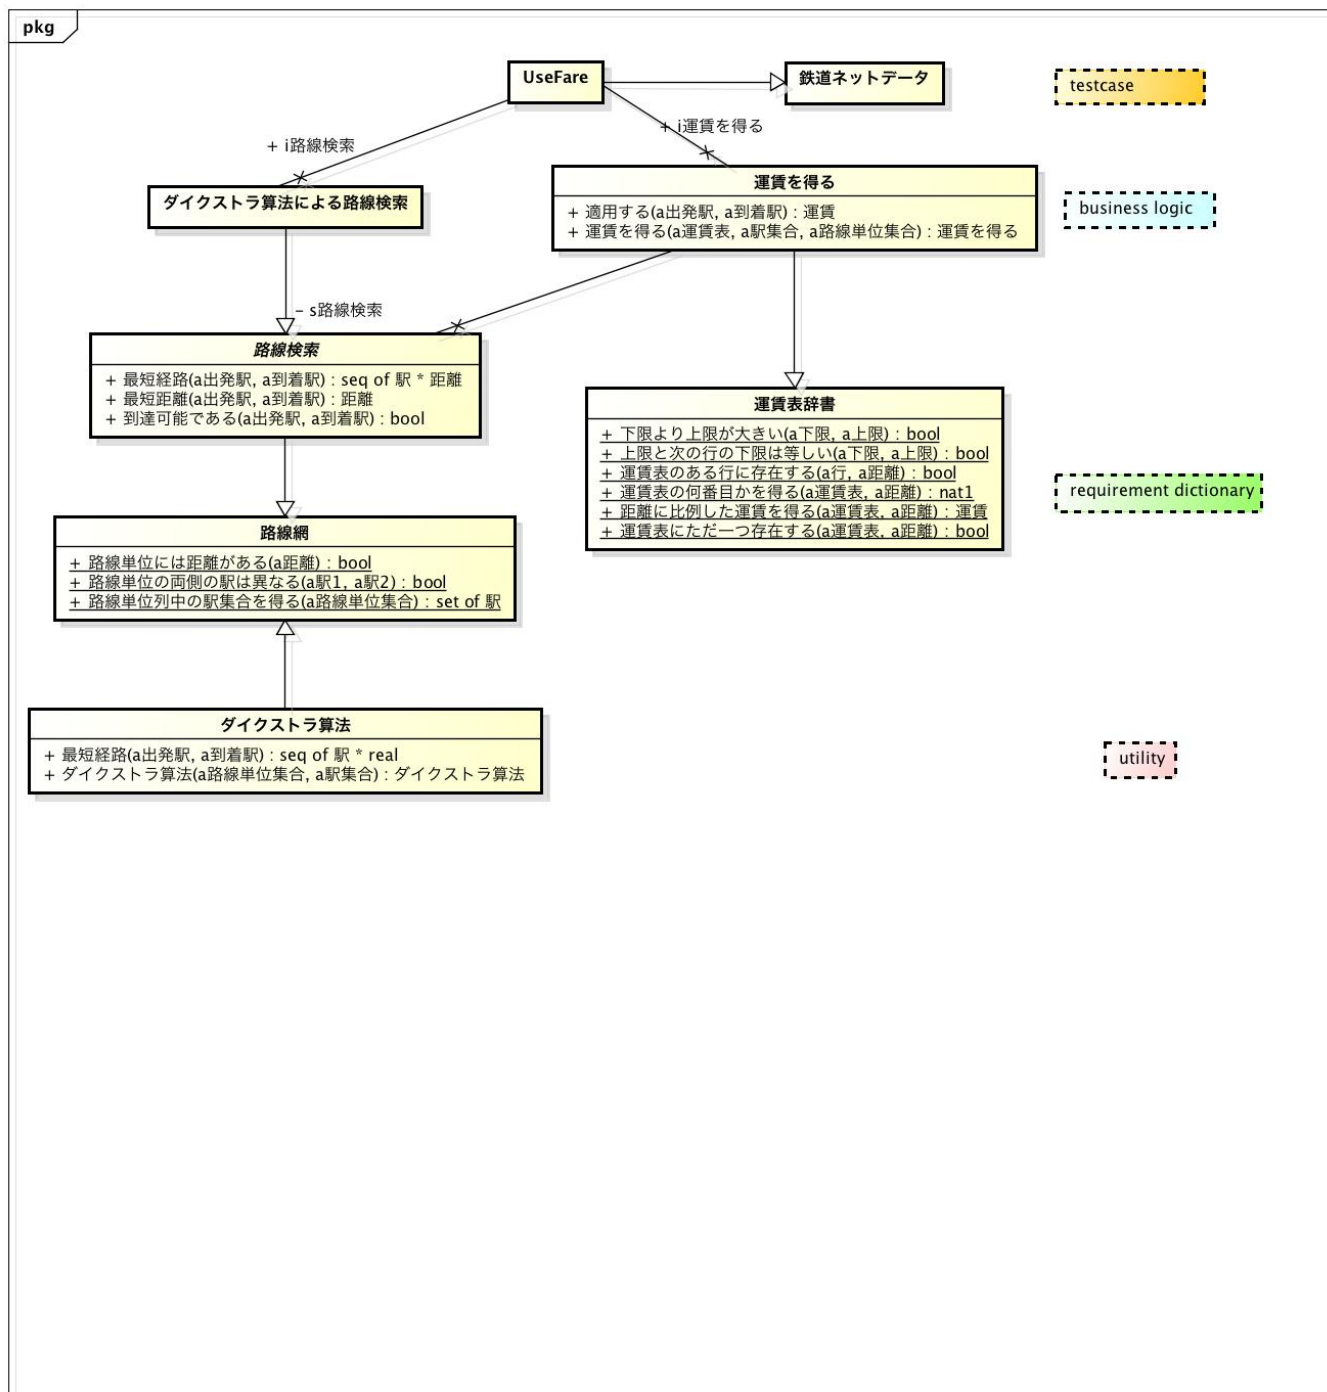 pkg
UseFare
鉄道ネットデータ
testcase
+ i路線検索
+ i運賃を得る
ダイクストラ算法による路線検索
運賃を得る
+ 適用する(a出発駅, a到着駅) : 運賃
+ 運賃を得る(a運賃表, a駅集合, a路線単位集合) : 運賃を得る
business logic
- s路線検索
路線検索
+ 最短経路(a出発駅, a到着駅) : seq of 駅 * 距離
+ 最短距離(a出発駅, a到着駅) : 距離
+ 到達可能である(a出発駅, a到着駅) : bool
運賃表辞書
+ 下限より上限が大きい(a下限, a上限) : bool
+ 上限と次の行の下限は等しい(a下限, a上限) : bool
+ 運賃表のある行に存在する(a行, a距離) : bool
+ 運賃表の何番目かを得る(a運賃表, a距離) : nat1
+ 距離に比例した運賃を得る(a運賃表, a距離) : 運賃
+ 運賃表にただ一つ存在する(a運賃表, a距離) : bool
requirement dictionary
路線網
+ 路線単位には距離がある(a距離) : bool
+ 路線単位の両側の駅は異なる(a駅1, a駅2) : bool
+ 路線単位列中の駅集合を得る(a路線単位集合) : set of 駅
ダイクストラ算法
+ 最短経路(a出発駅, a到着駅) : seq of 駅 * real
+ ダイクストラ算法(a路線単位集合, a駅集合) : ダイクストラ算法
utility